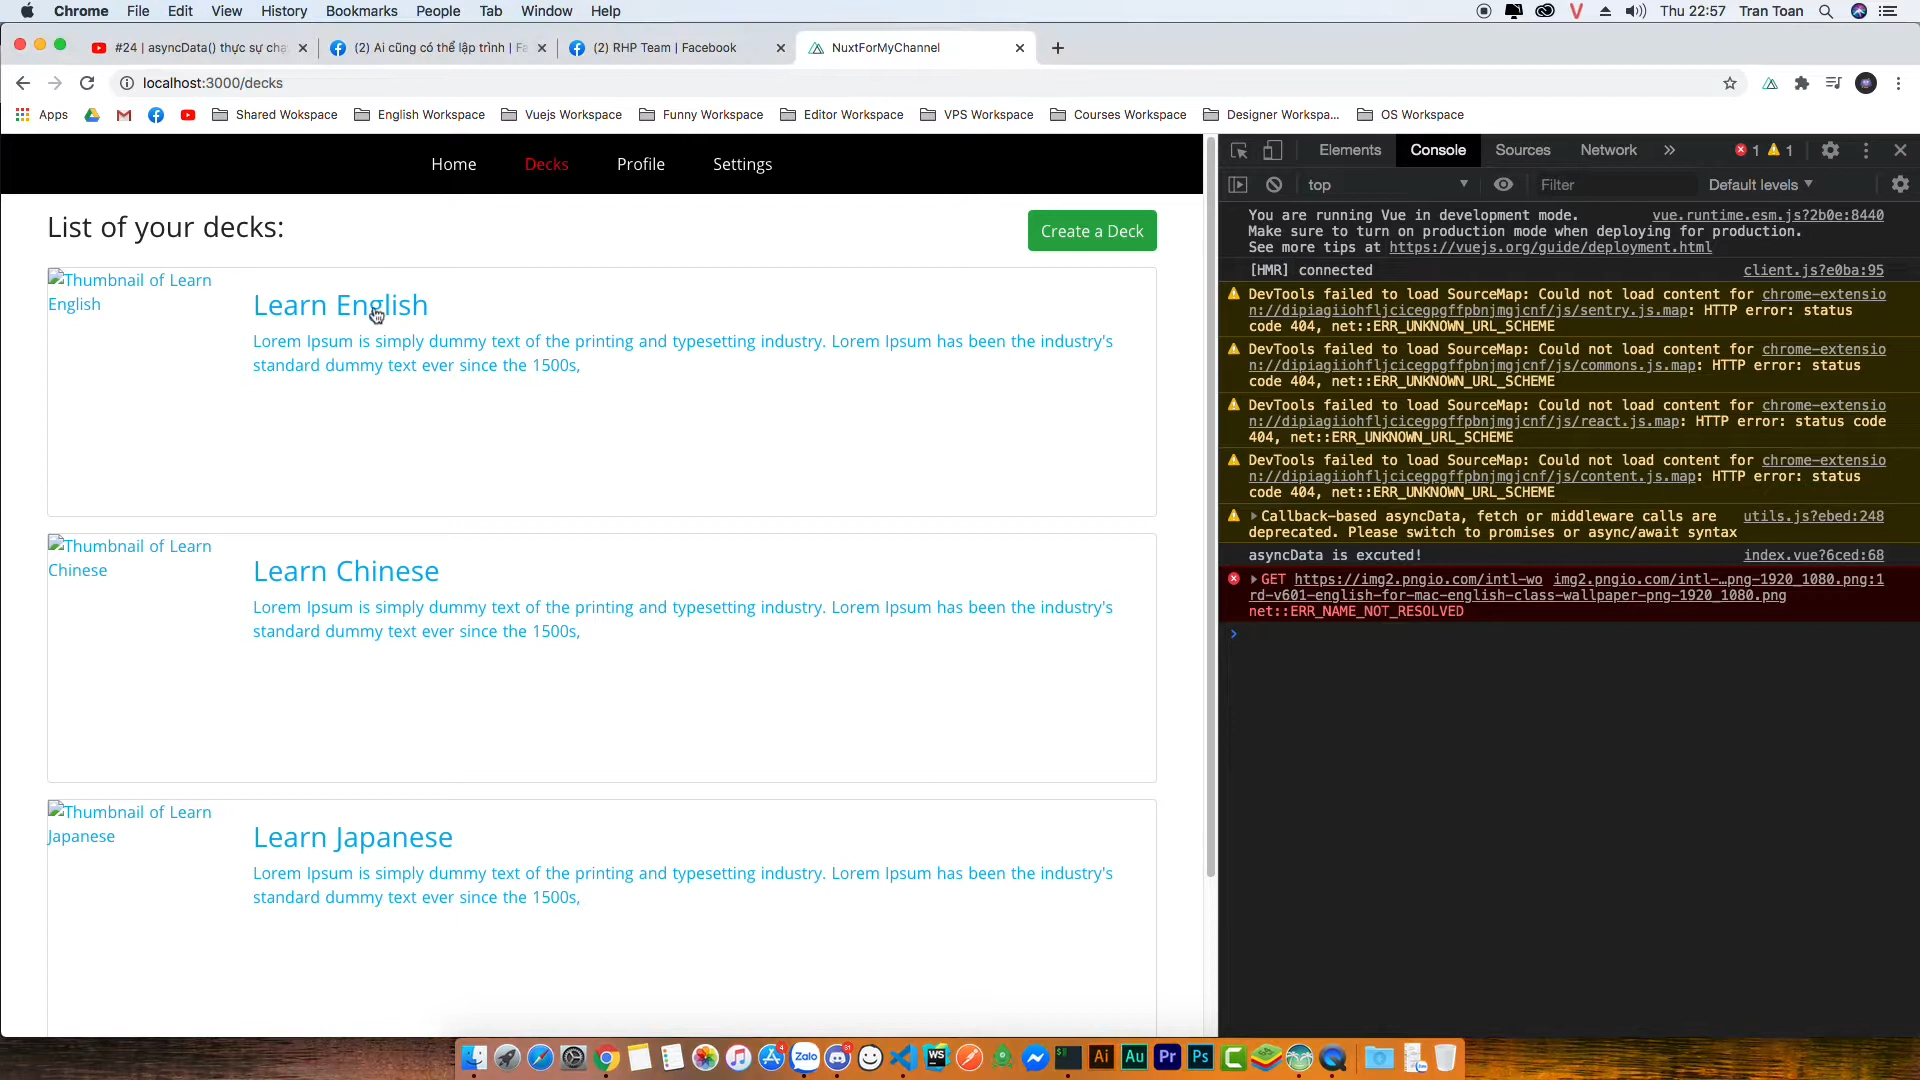 Chrome File Edit View History Bookmarks People Tab Window Help
Thu 22:57 Tran Toan
#24 | asyncData() thực sự chạ
(2) Ai cũng có thể lập trình | Fa
(2) RHP Team | Facebook
NuxtForMyChannel
localhost:3000/decks
Apps Shared Wokspace English Workspace Vuejs Workspace Funny Workspace Editor Workspace VPS Workspace Courses Workspace Designer Workspa... OS Workspace
Home Decks Profile Settings
List of your decks:
Create a Deck
Thumbnail of Learn
English
Learn English
Lorem Ipsum is simply dummy text of the printing and typesetting industry. Lorem Ipsum has been the industry's
standard dummy text ever since the 1500s,
Thumbnail of Learn
Chinese
Learn Chinese
Lorem Ipsum is simply dummy text of the printing and typesetting industry. Lorem Ipsum has been the industry's
standard dummy text ever since the 1500s,
Thumbnail of Learn
Japanese
Learn Japanese
Lorem Ipsum is simply dummy text of the printing and typesetting industry. Lorem Ipsum has been the industry's
standard dummy text ever since the 1500s,
Elements Console Sources Network » 1 1
top Filter Default levels
You are running Vue in development mode. vue.runtime.esm.js?2b0e:8440
Make sure to turn on production mode when deploying for production.
See more tips at https://vuejs.org/guide/deployment.html
[HMR] connected client.js?e0ba:95
DevTools failed to load SourceMap: Could not load content for chrome-extensio
n://dipiagiiohfljcicegpgffpbnjmgjcnf/js/sentry.js.map: HTTP error: status
code 404, net::ERR_UNKNOWN_URL_SCHEME
DevTools failed to load SourceMap: Could not load content for chrome-extensio
n://dipiagiiohfljcicegpgffpbnjmgjcnf/js/commons.js.map: HTTP error: status
code 404, net::ERR_UNKNOWN_URL_SCHEME
DevTools failed to load SourceMap: Could not load content for chrome-extensio
n://dipiagiiohfljcicegpgffpbnjmgjcnf/js/react.js.map: HTTP error: status code
404, net::ERR_UNKNOWN_URL_SCHEME
DevTools failed to load SourceMap: Could not load content for chrome-extensio
n://dipiagiiohfljcicegpgffpbnjmgjcnf/js/content.js.map: HTTP error: status
code 404, net::ERR_UNKNOWN_URL_SCHEME
Callback-based asyncData, fetch or middleware calls are utils.js?ebed:248
deprecated. Please switch to promises or async/await syntax
asyncData is excuted! index.vue?6ced:68
GET https://img2.pngio.com/intl-wo img2.pngio.com/intl-…png-1920_1080.png:1
rd-v601-english-for-mac-english-class-wallpaper-png-1920_1080.png
net::ERR_NAME_NOT_RESOLVED
Zalo WS Ai Au Pr Ps